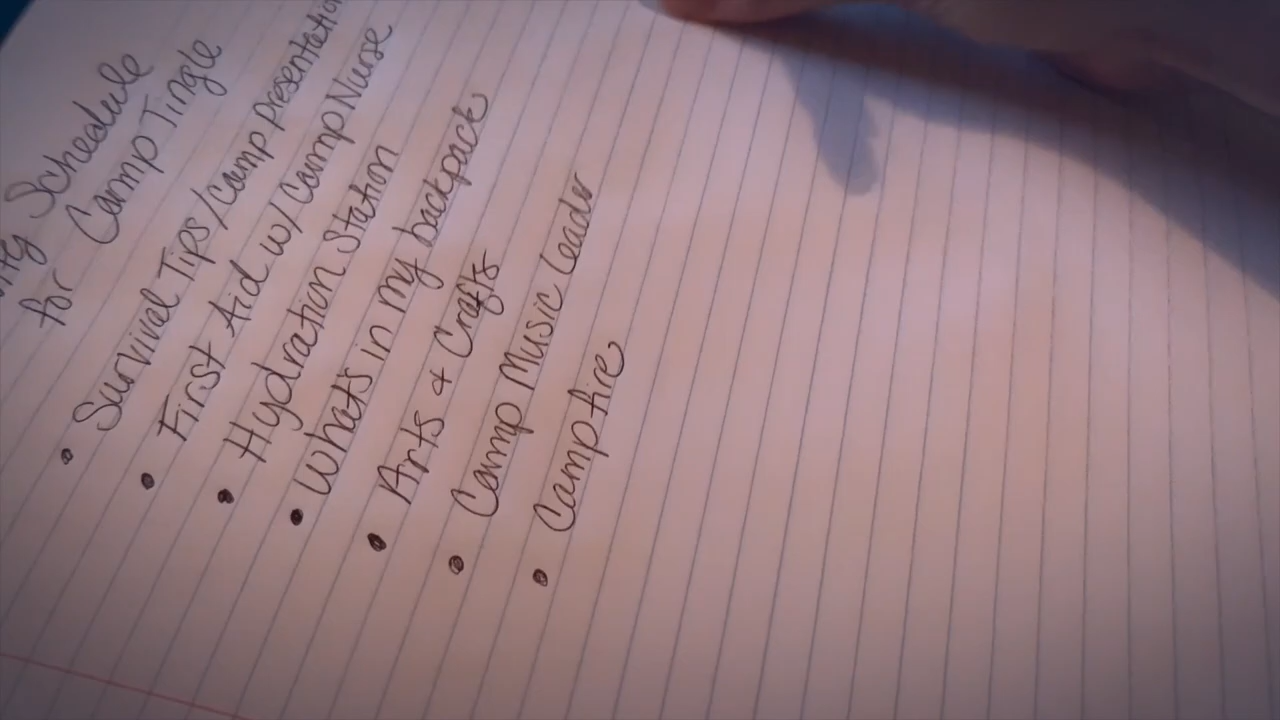 Schedule
for Camp Tingle
• Survival Tips/Camp Presentation
• First Aid w/ Camp Nurse
• Hydration Station
• What's in my backpack
• Arts + Crafts
• Camp Music Leader
• Campfire